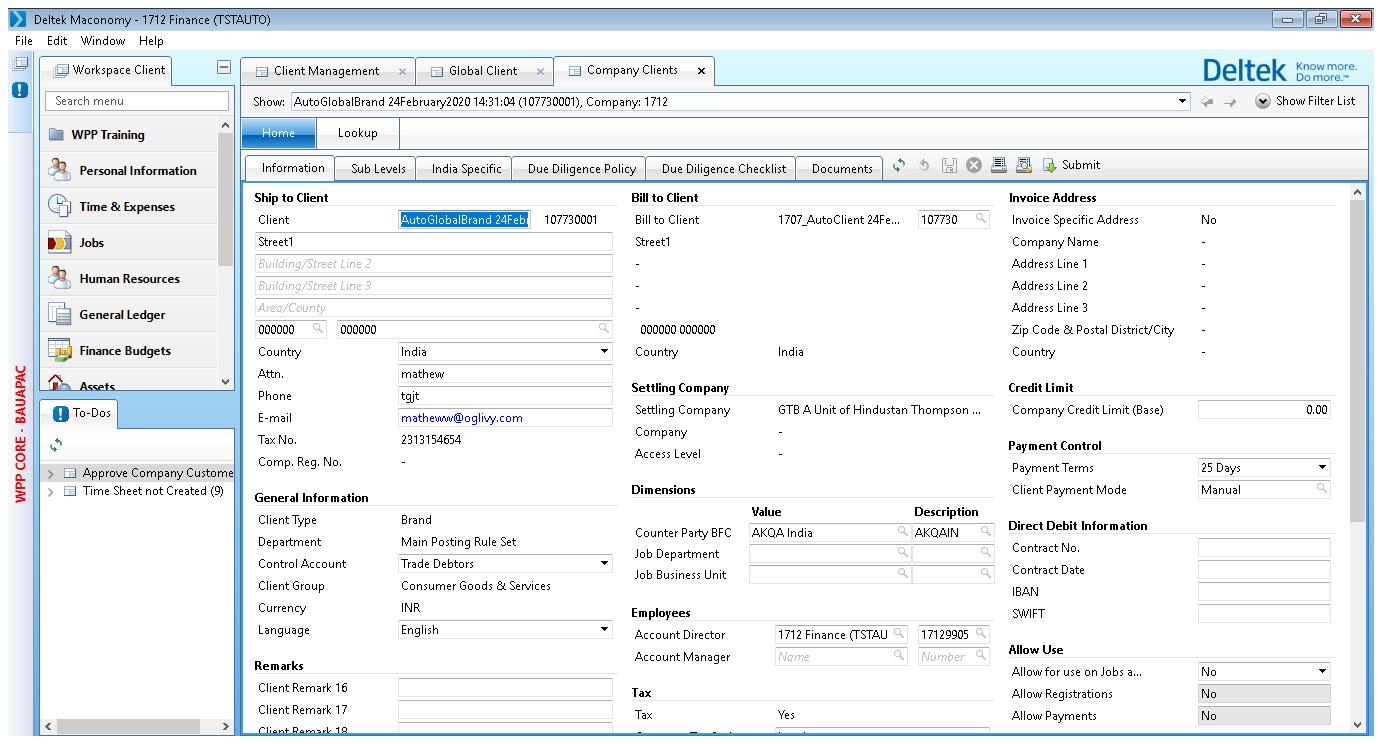 Deltek Maconomy - 1712 Finance (TSTAUTO)
File Edit Window Help
Workspace Client
Search menu
WPP Training
Personal Information
Time & Expenses
Jobs
Human Resources
General Ledger
Finance Budgets
Assets
WPP CORE - BAUAPAC
To-Dos
Approve Company Custome
Time Sheet not Created (9)
Client Management Global Client Company Clients
Deltek Know more. Do more.™
Show: AutoGlobalBrand 24February2020 14:31:04 (107730001), Company: 1712
Show Filter List
Home Lookup
Information Sub Levels India Specific Due Diligence Policy Due Diligence Checklist Documents Submit
Ship to Client
Client AutoGlobalBrand 24Feb 107730001
Street1
Building/Street Line 2
Building/Street Line 3
Area/County
000000 000000
Country India
Attn. mathew
Phone tgjt
E-mail matheww@oglivy.com
Tax No. 2313154654
Comp. Reg. No. -
General Information
Client Type Brand
Department Main Posting Rule Set
Control Account Trade Debtors
Client Group Consumer Goods & Services
Currency INR
Language English
Remarks
Client Remark 16
Client Remark 17
Client Remark 18
Bill to Client
Bill to Client 1707_AutoClient 24Fe... 107730
Street1
-
-
-
000000 000000
Country India
Settling Company
Settling Company GTB A Unit of Hindustan Thompson ...
Company -
Access Level -
Dimensions
Value Description
Counter Party BFC AKQA India AKQAIN
Job Department
Job Business Unit
Employees
Account Director 1712 Finance (TSTAU 17129905
Account Manager Name Number
Tax
Tax Yes
Invoice Address
Invoice Specific Address No
Company Name -
Address Line 1 -
Address Line 2 -
Address Line 3 -
Zip Code & Postal District/City -
Country -
Credit Limit
Company Credit Limit (Base) 0.00
Payment Control
Payment Terms 25 Days
Client Payment Mode Manual
Direct Debit Information
Contract No.
Contract Date
IBAN
SWIFT
Allow Use
Allow for use on Jobs a... No
Allow Registrations No
Allow Payments No